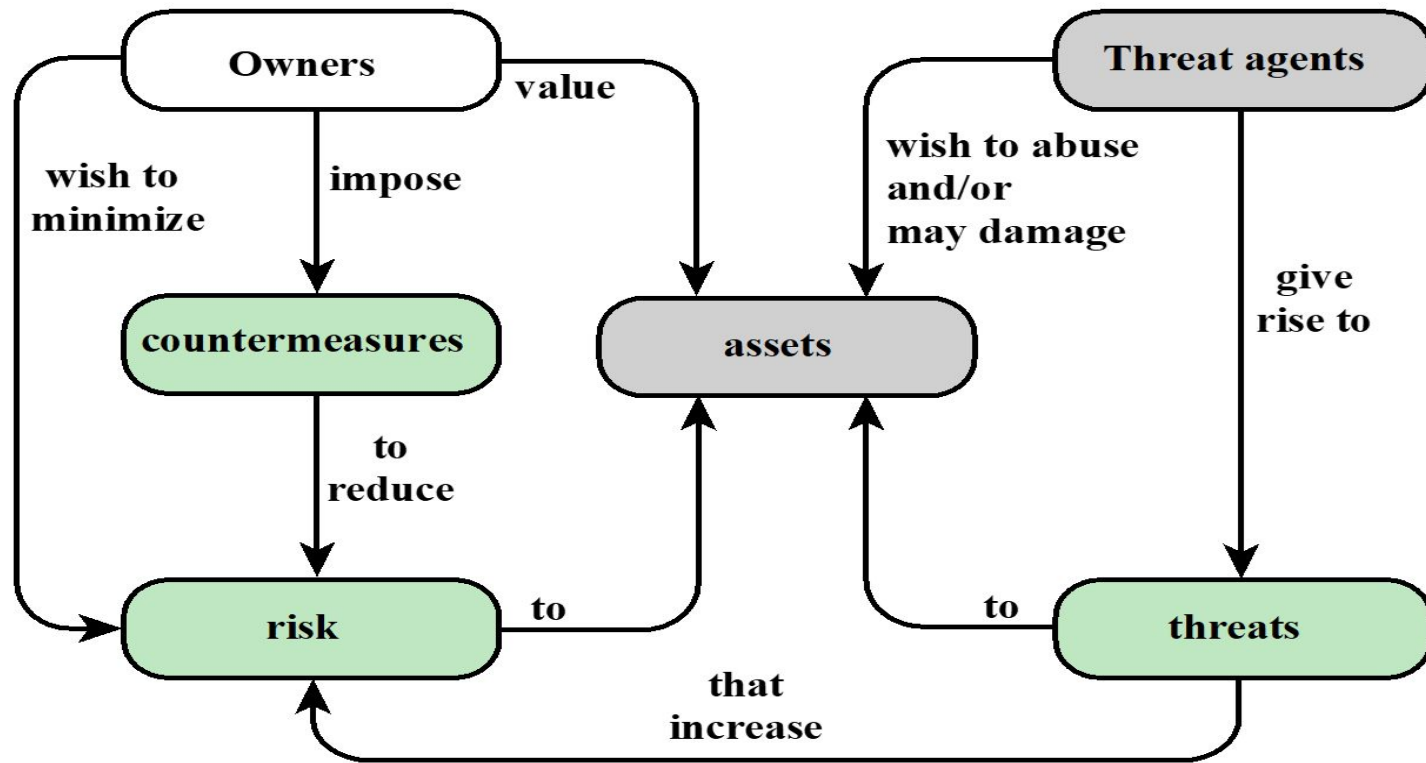 Owners
value
Threat agents
wish to
minimize
impose
wish to abuse
and/or
may damage
give
rise to
countermeasures
assets
to
reduce
risk
to
to
threats
that
increase